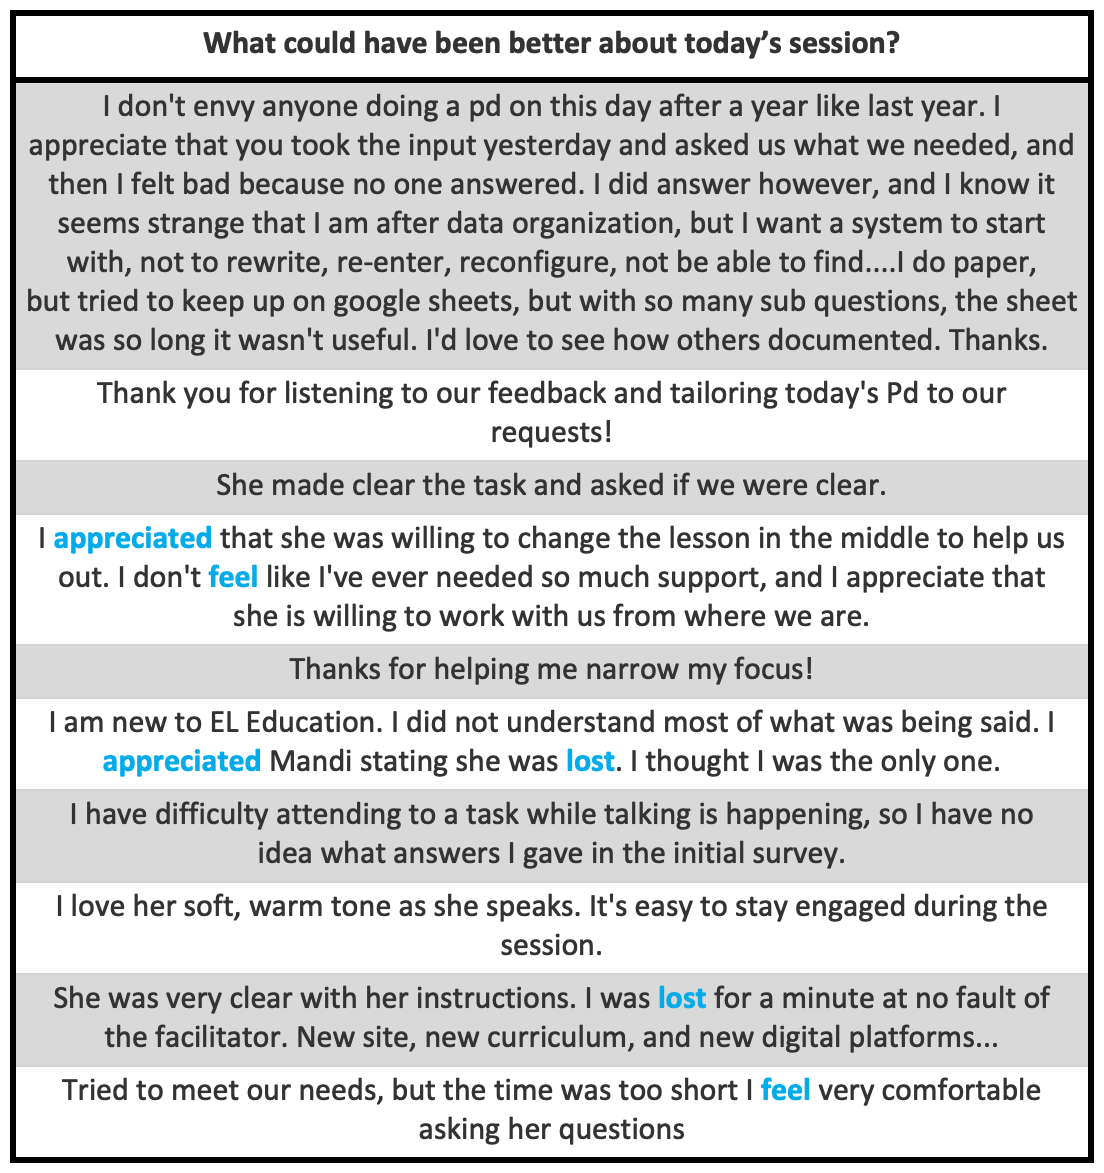 What could have been better about today’s session?
I don't envy anyone doing a pd on this day after a year like last year. I
appreciate that you took the input yesterday and asked us what we needed, and
then I felt bad because no one answered. I did answer however, and I know it
seems strange that I am after data organization, but I want a system to start
with, not to rewrite, re-enter, reconfigure, not be able to find....I do paper,
but tried to keep up on google sheets, but with so many sub questions, the sheet
was so long it wasn't useful. I'd love to see how others documented. Thanks.
Thank you for listening to our feedback and tailoring today's Pd to our
requests!
She made clear the task and asked if we were clear.
I appreciated that she was willing to change the lesson in the middle to help us
out. I don't feel like I've ever needed so much support, and I appreciate that
she is willing to work with us from where we are.
Thanks for helping me narrow my focus!
I am new to EL Education. I did not understand most of what was being said. I
appreciated Mandi stating she was lost. I thought I was the only one.
I have difficulty attending to a task while talking is happening, so I have no
idea what answers I gave in the initial survey.
I love her soft, warm tone as she speaks. It's easy to stay engaged during the
session.
She was very clear with her instructions. I was lost for a minute at no fault of
the facilitator. New site, new curriculum, and new digital platforms...
Tried to meet our needs, but the time was too short I feel very comfortable
asking her questions